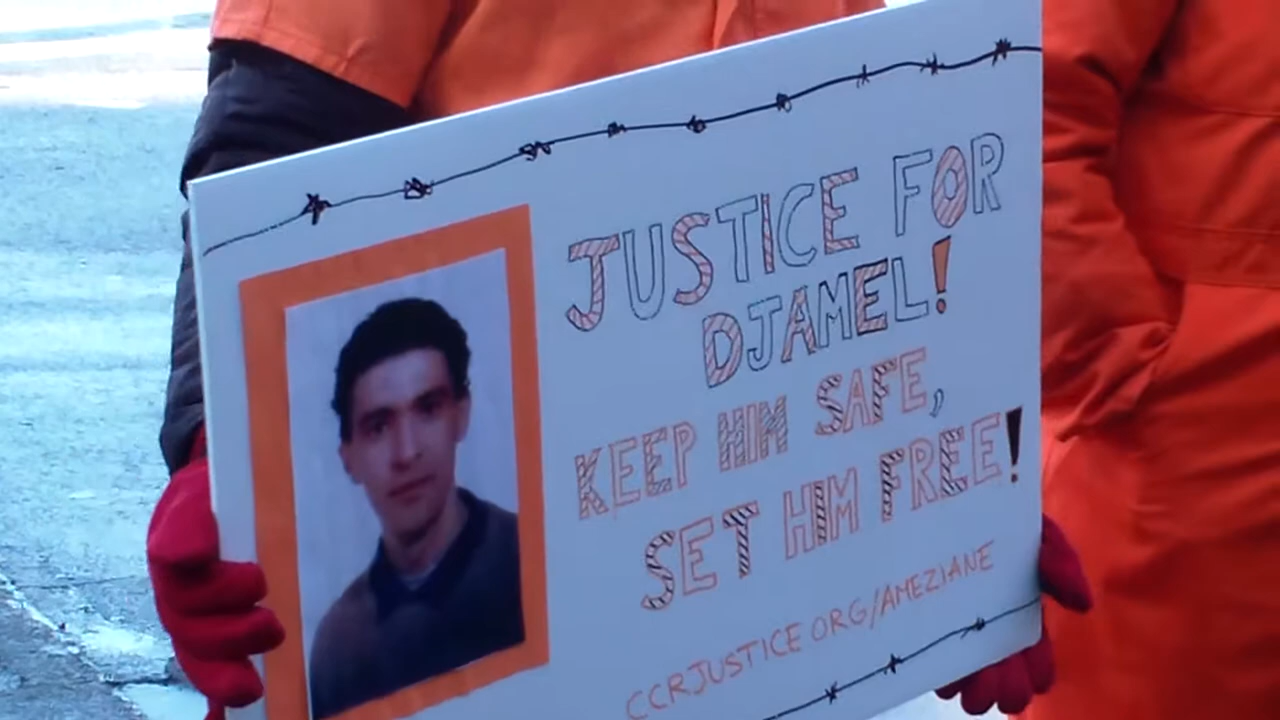 JUSTICE FOR
DJAMEL!
KEEP HIM SAFE,
SET HIM FREE!
CCRJUSTICE.ORG/AMEZIANE